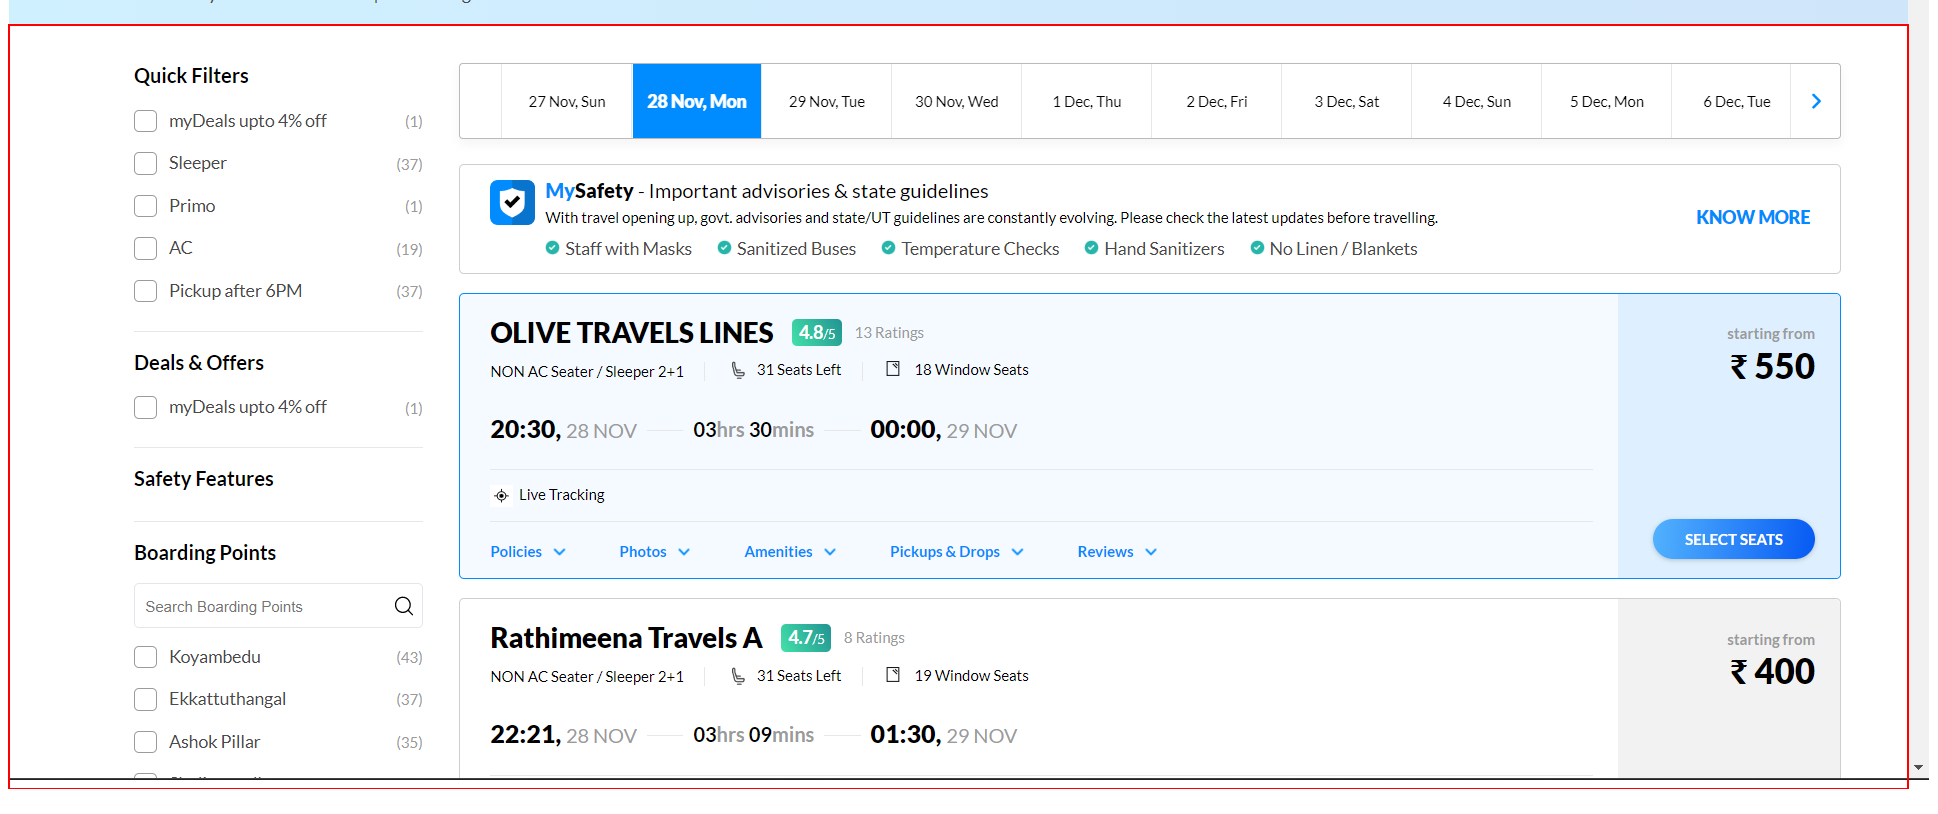 Quick Filters
myDeals upto 4% off (1)
Sleeper (37)
Primo (1)
AC (19)
Pickup after 6PM (37)
Deals & Offers
myDeals upto 4% off (1)
Safety Features
Boarding Points
Search Boarding Points
Koyambedu (43)
Ekkattuthangal (37)
Ashok Pillar (35)
27 Nov, Sun 28 Nov, Mon 29 Nov, Tue 30 Nov, Wed 1 Dec, Thu 2 Dec, Fri 3 Dec, Sat 4 Dec, Sun 5 Dec, Mon 6 Dec, Tue
MySafety - Important advisories & state guidelines
With travel opening up, govt. advisories and state/UT guidelines are constantly evolving. Please check the latest updates before travelling.
Staff with Masks Sanitized Buses Temperature Checks Hand Sanitizers No Linen / Blankets
KNOW MORE
OLIVE TRAVELS LINES 4.8/5 13 Ratings
NON AC Seater / Sleeper 2+1 31 Seats Left 18 Window Seats
20:30, 28 NOV 03hrs 30mins 00:00, 29 NOV
Live Tracking
Policies Photos Amenities Pickups & Drops Reviews
starting from
₹ 550
SELECT SEATS
Rathimeena Travels A 4.7/5 8 Ratings
NON AC Seater / Sleeper 2+1 31 Seats Left 19 Window Seats
22:21, 28 NOV 03hrs 09mins 01:30, 29 NOV
starting from
₹ 400